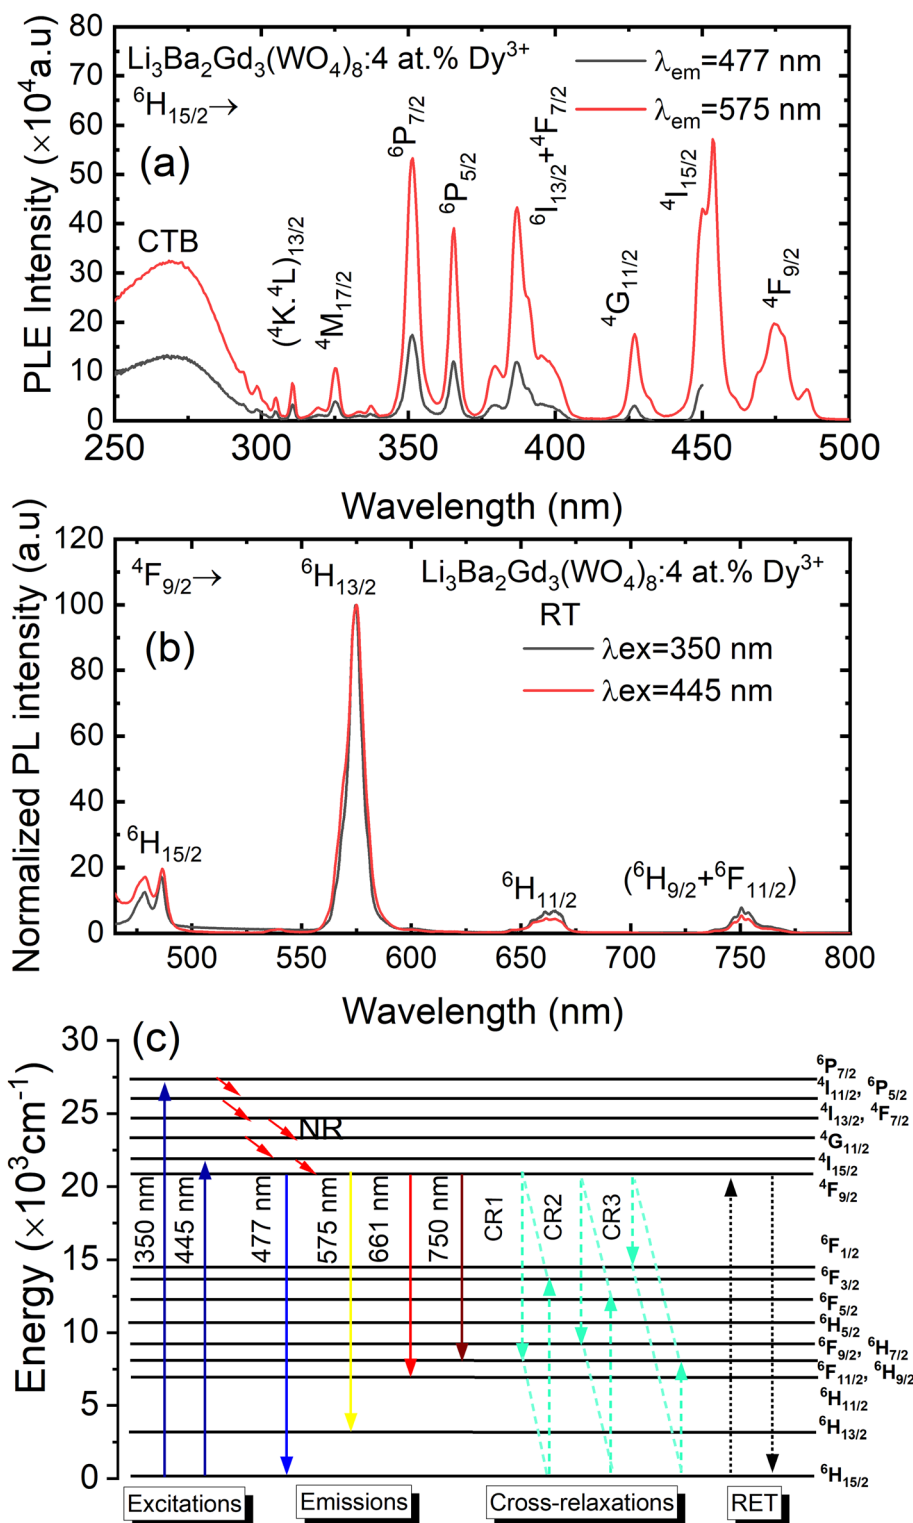 Li3Ba2Gd3(WO4)8:4 at.% Dy3+
λem=477 nm
λem=575 nm
6H15/2→
(a)
CTB
(4K.4L)13/2
4M17/2
6P7/2
6P5/2
6I13/2+4F7/2
4G11/2
4I15/2
4F9/2
PLE Intensity (×10⁴a.u)
80
70
60
50
40
30
20
10
0
250 300 350 400 450 500
Wavelength (nm)
4F9/2→
6H13/2
Li3Ba2Gd3(WO4)8:4 at.% Dy3+
RT
λex=350 nm
λex=445 nm
(b)
6H15/2
6H11/2
(6H9/2+6F11/2)
Normalized PL intensity (a.u)
120
100
80
60
40
20
0
500 550 600 650 700 750 800
Wavelength (nm)
(c)
Energy (×10³cm⁻¹)
30
25
20
15
10
5
0
NR
350 nm
445 nm
477 nm
575 nm
661 nm
750 nm
CR1
CR2
CR3
6P7/2
4I11/2, 6P5/2
4I13/2, 4F7/2
4G11/2
4I15/2
4F9/2
6F1/2
6F3/2
6F5/2
6H5/2
6F9/2, 6H7/2
6F11/2, 6H9/2
6H11/2
6H13/2
6H15/2
Excitations
Emissions
Cross-relaxations
RET